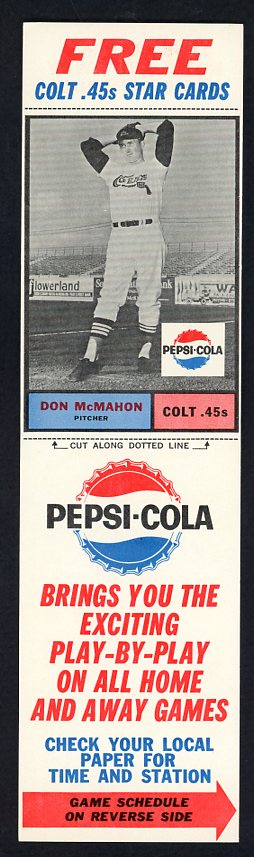 FREE
COLT .45s STAR CARDS
lowerland
PEPSI-COLA
DON McMAHON
PITCHER
COLT .45s
CUT ALONG DOTTED LINE
PEPSI-COLA
BRINGS YOU THE
EXCITING
PLAY-BY-PLAY
ON ALL HOME
AND AWAY GAMES
CHECK YOUR LOCAL
PAPER FOR
TIME AND STATION
GAME SCHEDULE
ON REVERSE SIDE